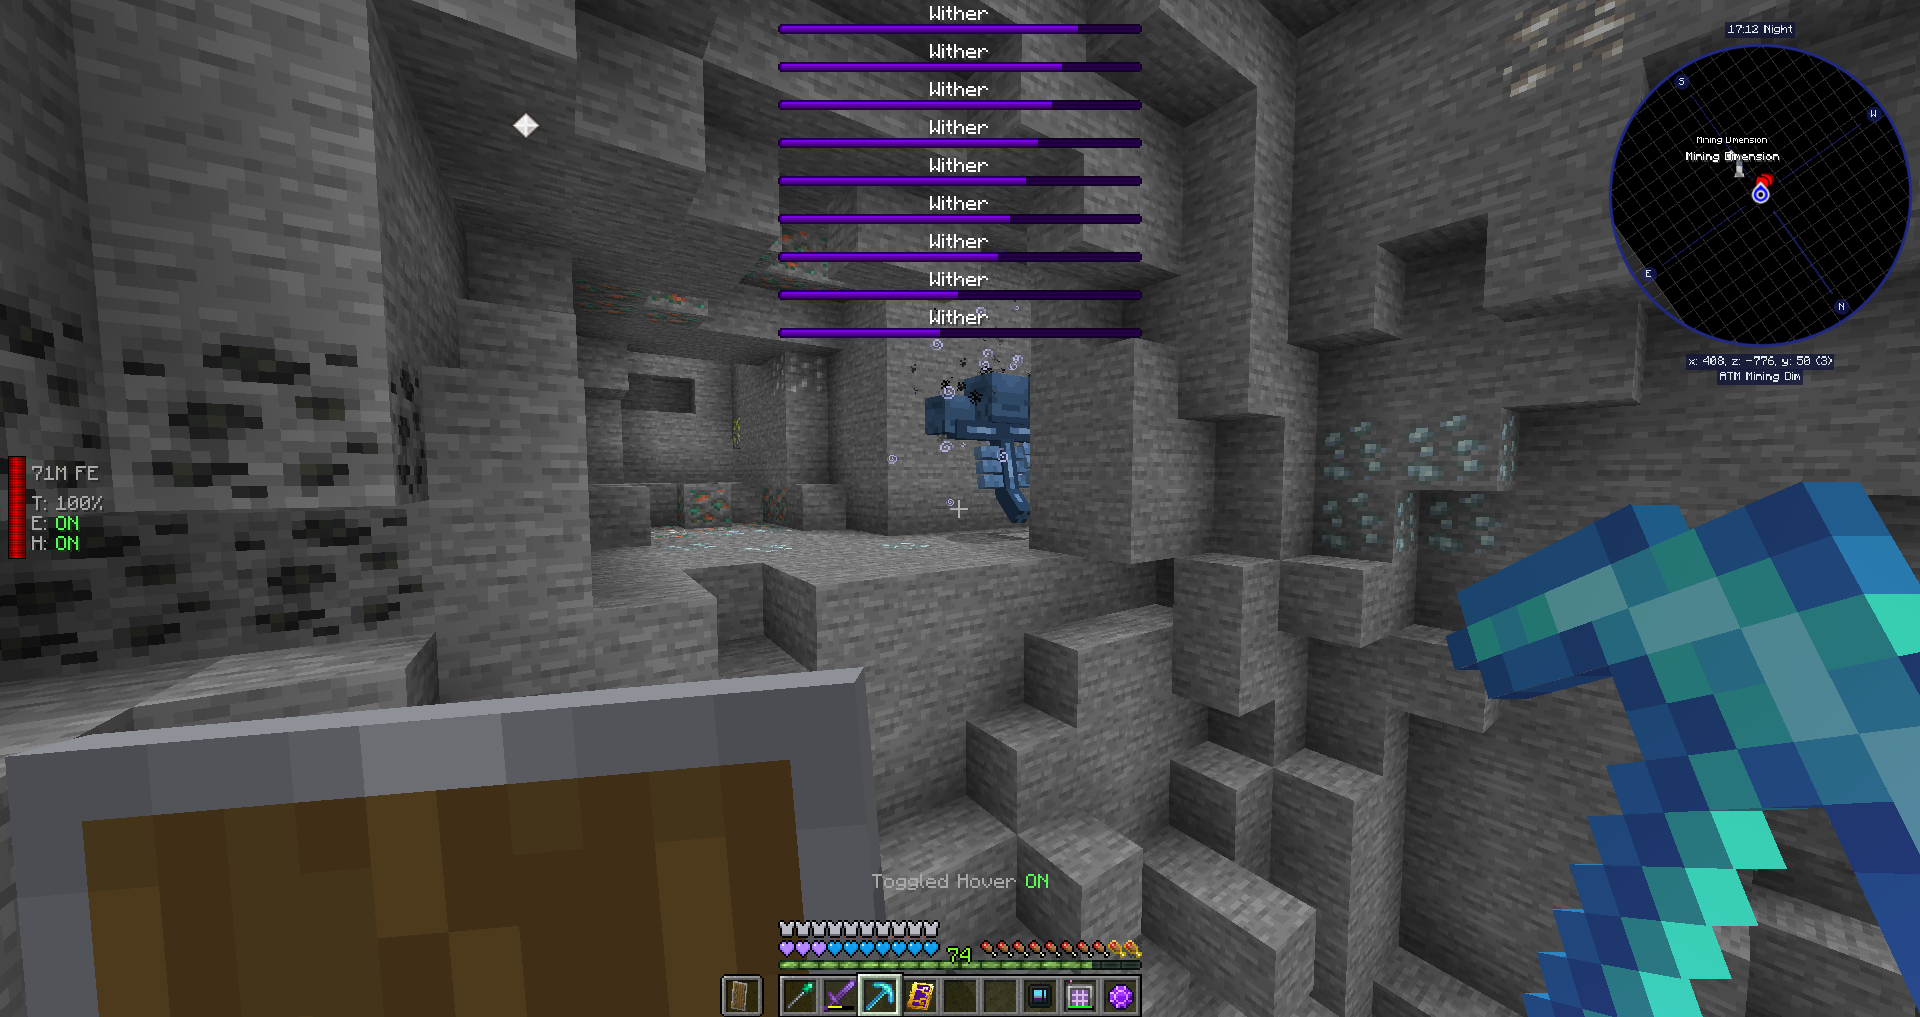 Wither
Wither
Wither
Wither
Wither
Wither
Wither
Wither
Wither
17:12 Night
S
W
Mining Dimension
Mining Dimension
E
N
x: 408, z: -776, y: 50 (3)
ATM Mining Dim
71M FE
T: 100%
E: ON
H: ON
Toggled Hover ON
74